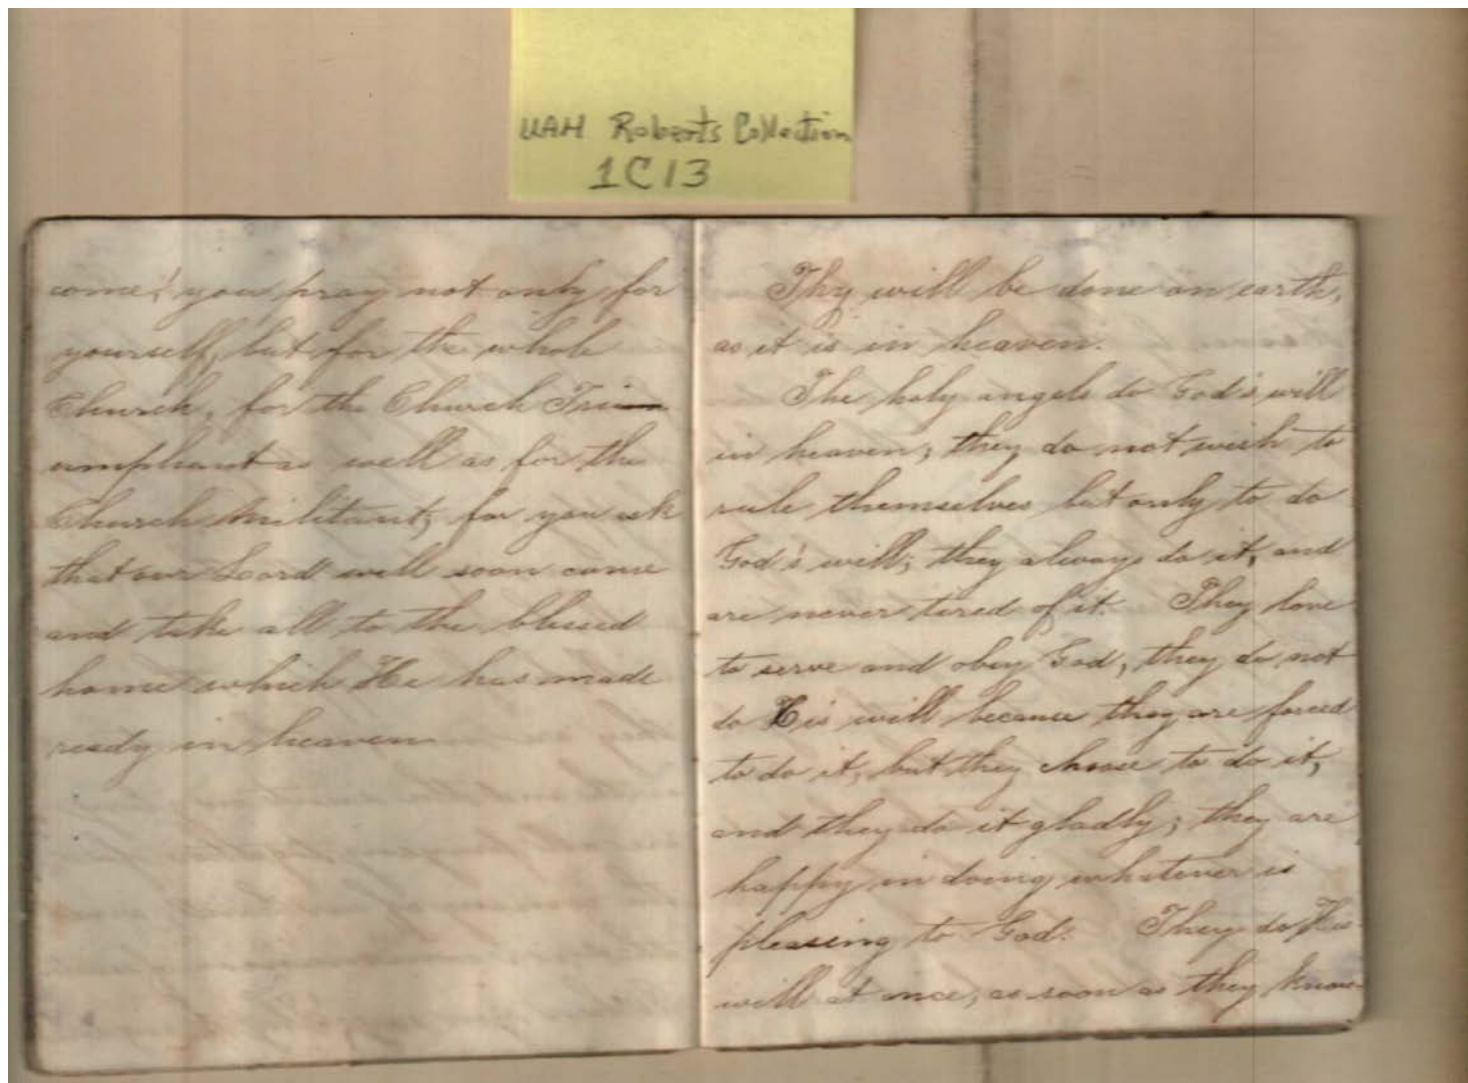 UAH Roberts Collection
1C13
come! you pray not only for
yourself, but for the whole
Church, for the Church Tri
umphant as well as for the
Church Militant; for you ask
that our Lord will soon come
and take all to the blessed
home which He has made
ready in heaven
Thy will be done on earth,
as it is in heaven.
The holy angels do God's will
in heaven; they do not wish to
rule themselves but only to do
God's will; they always do it, and
are never tired of it. They love
to serve and obey God, they do not
do His will because they are forced
to do it, but they choose to do it,
and they do it gladly; they are
happy in doing whatever is
pleasing to God. They do His
will at once, as soon as they know